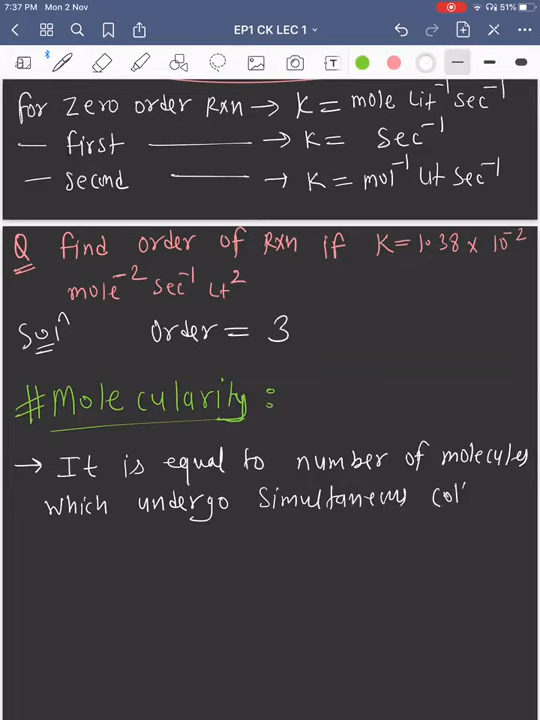 7:37 PM Mon 2 Nov
51%
EP1 CK LEC 1
T
for Zero order Rxn → K = mole Lit⁻¹ Sec⁻¹
— first ——— → K = Sec⁻¹
— second ——— → K = mol⁻¹ Lit Sec⁻¹
Q find order of Rxn if K = 1.38 x 10⁻²
mole⁻² Sec⁻¹ Lt²
Solⁿ Order = 3
# Molecularity :
→ It is equal to number of molecules
which undergo Simultaneous col